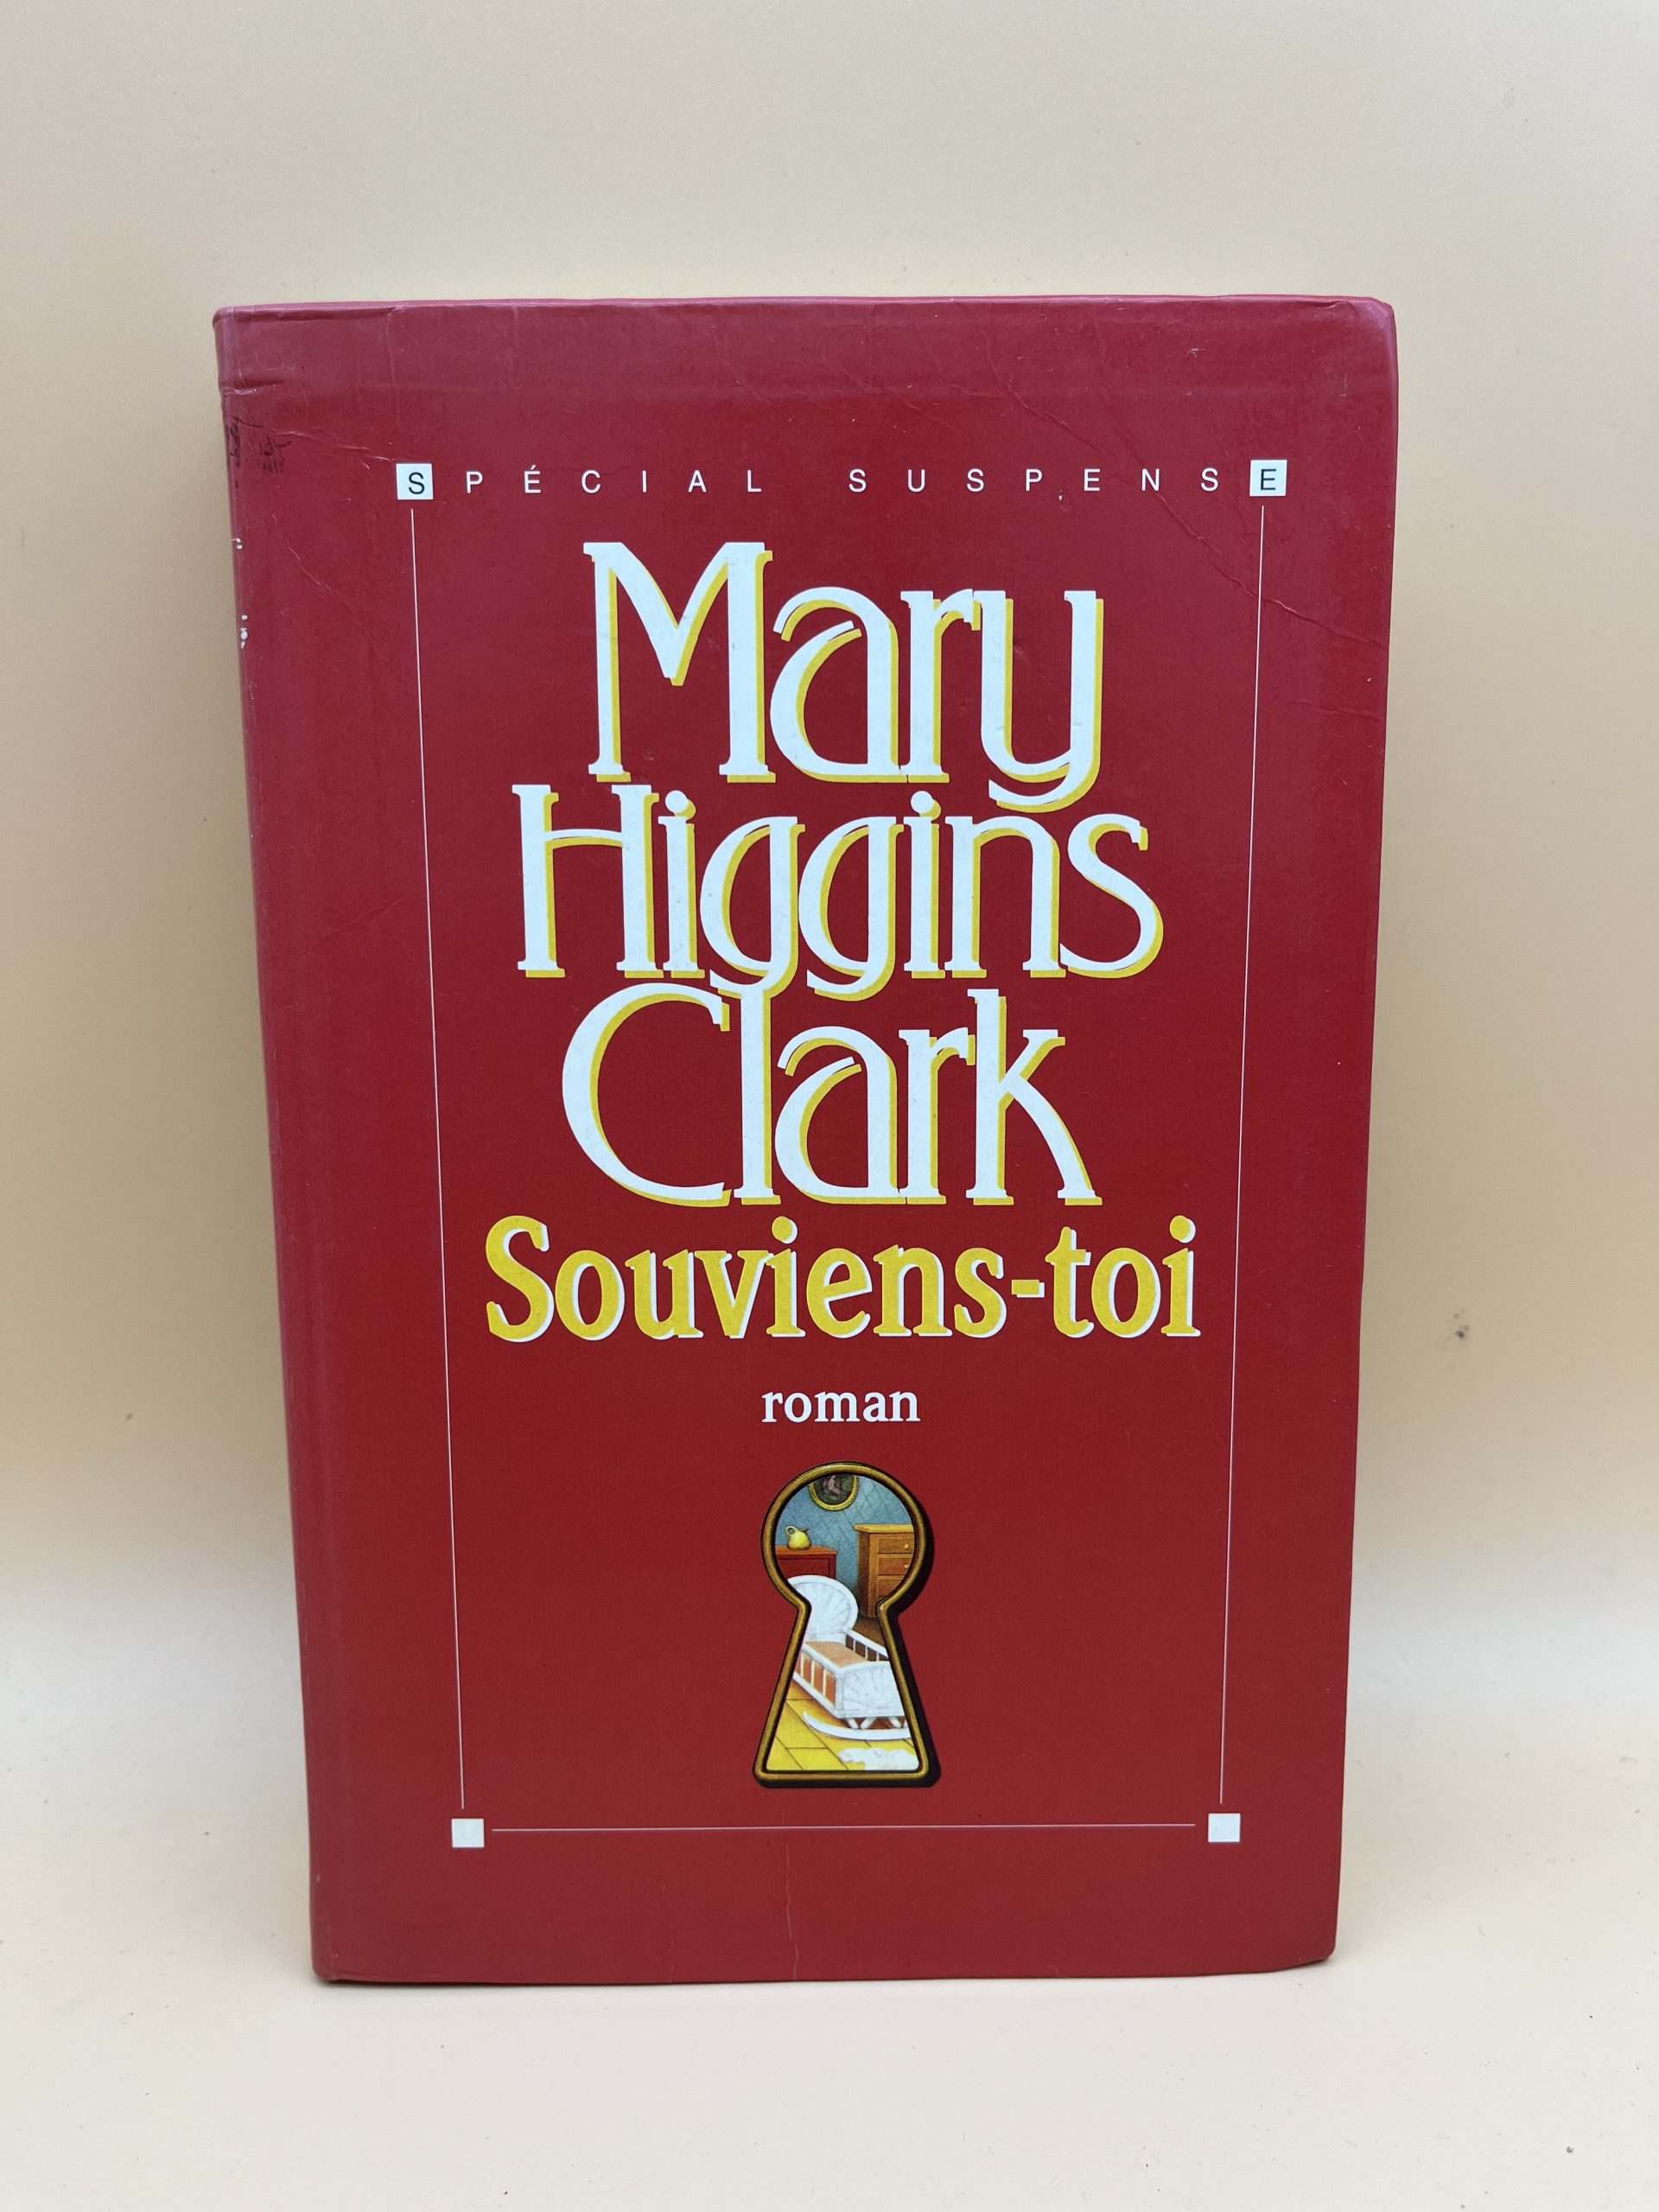 SPÉCIAL SUSPENSE
Mary
Higgins
Clark
Souviens-toi
roman